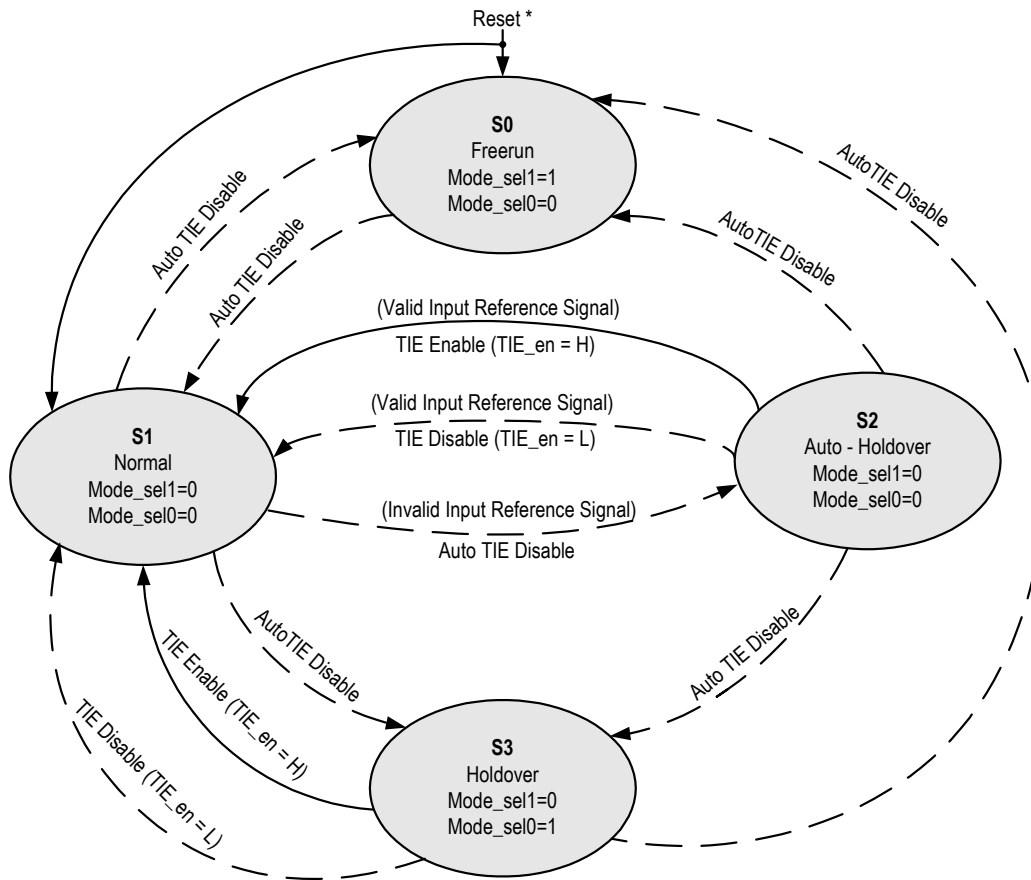 Reset *
S0
Freerun
Mode_sel1=1
Mode_sel0=0
Auto TIE Disable
Auto TIE Disable
AutoTIE Disable
AutoTIE Disable
(Valid Input Reference Signal)
TIE Enable (TIE_en = H)
(Valid Input Reference Signal)
TIE Disable (TIE_en = L)
(Invalid Input Reference Signal)
Auto TIE Disable
S1
Normal
Mode_sel1=0
Mode_sel0=0
S2
Auto - Holdover
Mode_sel1=0
Mode_sel0=0
AutoTIE Disable
TIE Enable (TIE_en = H)
TIE Disable (TIE_en = L)
Auto TIE Disable
S3
Holdover
Mode_sel1=0
Mode_sel0=1